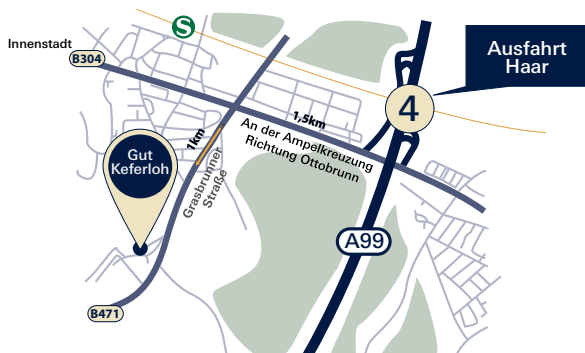 S
Innenstadt
B304
Ausfahrt
Haar
4
1,5km
An der Ampelkreuzung
Richtung Ottobrunn
1km
Gut
Keferloh
Grasbrunner
Straße
A99
B471